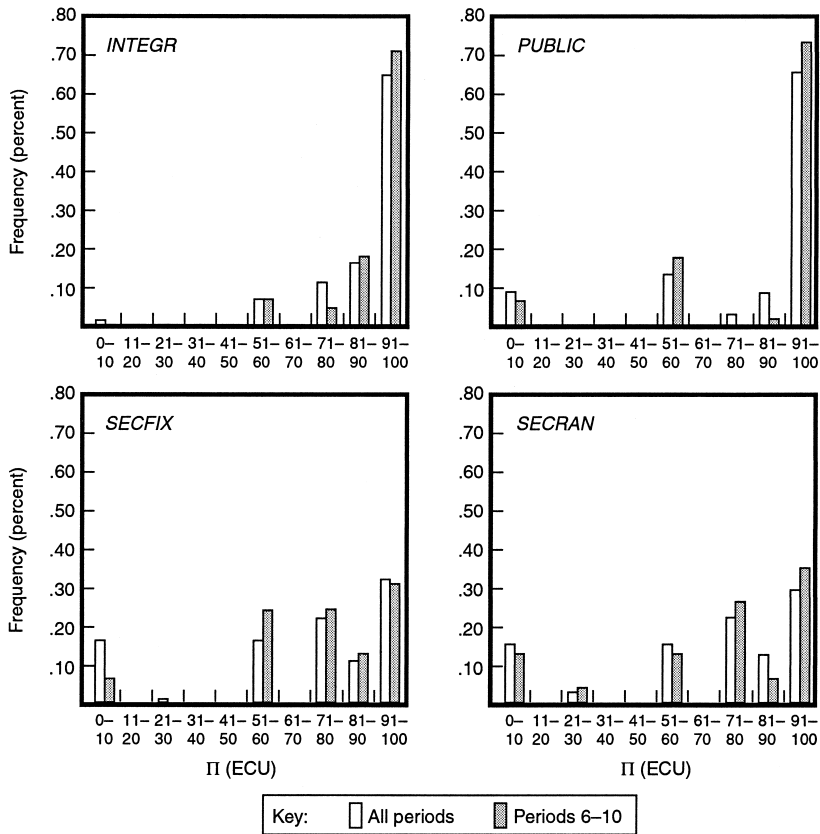 INTEGR
Frequency (percent)
.80
.70
.60
.50
.40
.30
.20
.10
0– 11– 21– 31– 41– 51– 61– 71– 81– 91–
10 20 30 40 50 60 70 80 90 100
PUBLIC
.80
.70
.60
.50
.40
.30
.20
.10
0– 11– 21– 31– 41– 51– 61– 71– 81– 91–
10 20 30 40 50 60 70 80 90 100
SECFIX
Frequency (percent)
.80
.70
.60
.50
.40
.30
.20
.10
0– 11– 21– 31– 41– 51– 61– 71– 81– 91–
10 20 30 40 50 60 70 80 90 100
Π (ECU)
SECRAN
.80
.70
.60
.50
.40
.30
.20
.10
0– 11– 21– 31– 41– 51– 61– 71– 81– 91–
10 20 30 40 50 60 70 80 90 100
Π (ECU)
Key: All periods Periods 6–10